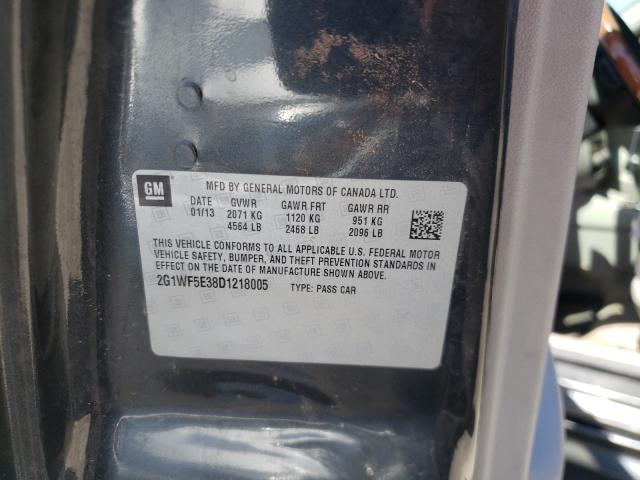 GM MFD BY GENERAL MOTORS OF CANADA LTD.
DATE GVWR GAWR FRT GAWR RR
01/13 2071 KG 1120 KG 951 KG
4564 LB 2468 LB 2096 LB
THIS VEHICLE CONFORMS TO ALL APPLICABLE U.S. FEDERAL MOTOR
VEHICLE SAFETY, BUMPER, AND THEFT PREVENTION STANDARDS IN
EFFECT ON THE DATE OF MANUFACTURE SHOWN ABOVE.
2G1WF5E38D1218005 TYPE: PASS CAR